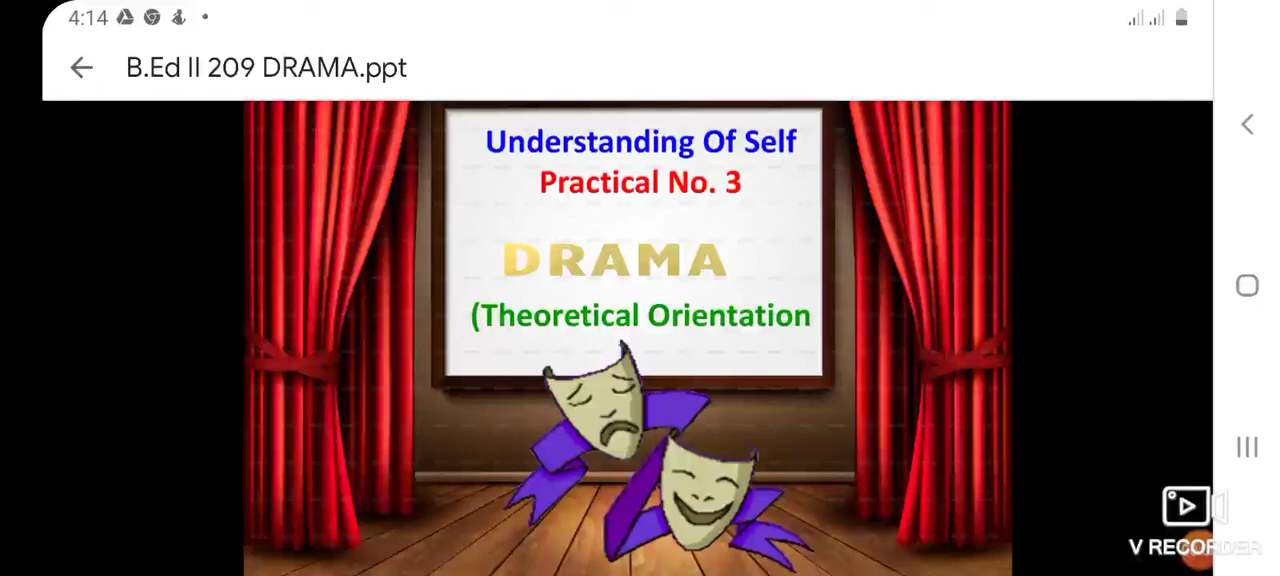 4:14
B.Ed II 209 DRAMA.ppt
Understanding Of Self
Practical No. 3
DRAMA
(Theoretical Orientation
V RECORDER